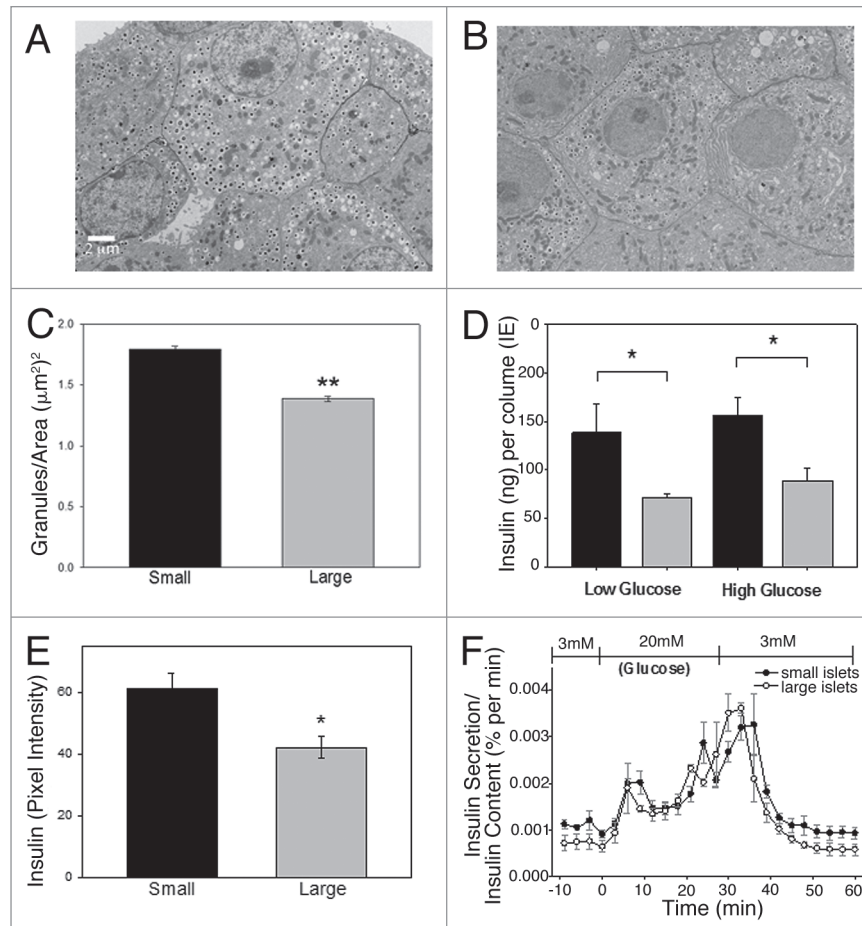 A
2 μm
B
C
Granules/Area (μm²)²
2.0
1.5
1.0
0.5
0.0
**
Small
Large
D
Insulin (ng) per colume (IE)
0
200
150
100
50
0
*
*
Low Glucose
High Glucose
E
Insulin (Pixel Intensity)
60
40
20
0
*
Small
Large
F
3mM
20mM
3mM
(Glucose)
small islets
large islets
Insulin Secretion/
Insulin Content (% per min)
0.004
0.003
0.002
0.001
0.000
-10
0
10
20
30
40
50
60
Time (min)